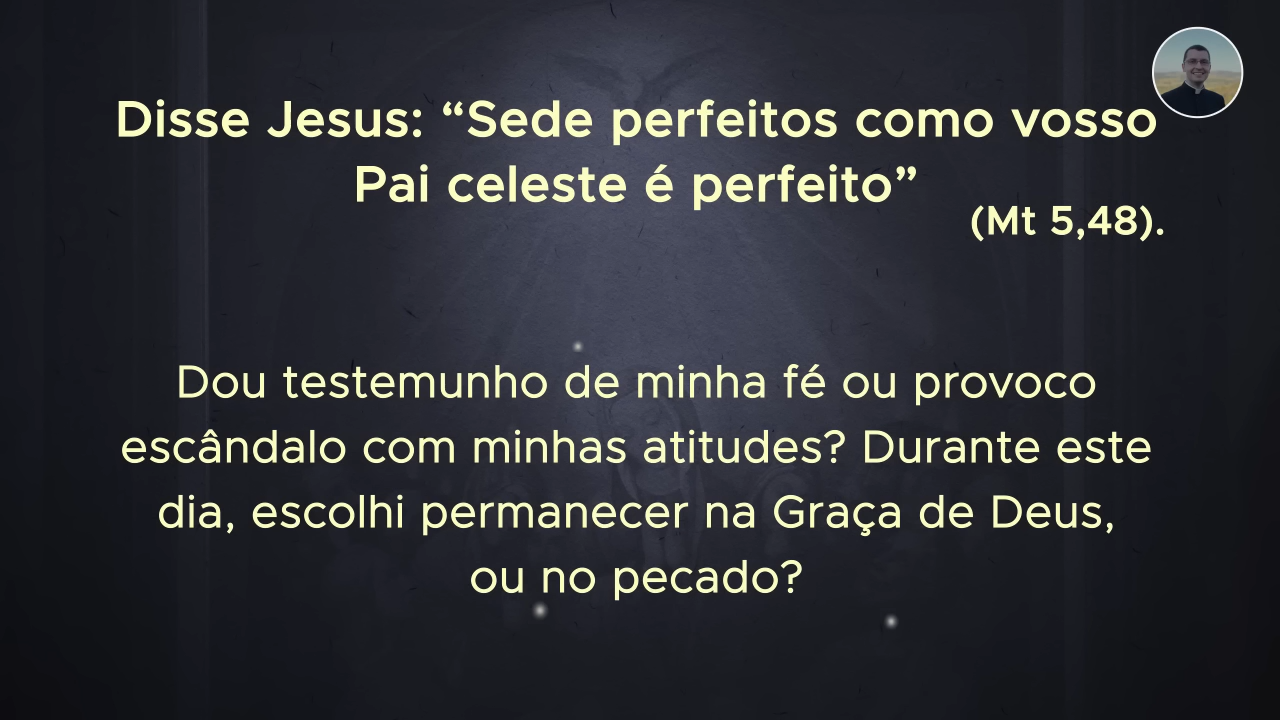 Disse Jesus: “Sede perfeitos como vosso
Pai celeste é perfeito”
(Mt 5,48).
Dou testemunho de minha fé ou provoco
escândalo com minhas atitudes? Durante este
dia, escolhi permanecer na Graça de Deus,
ou no pecado?